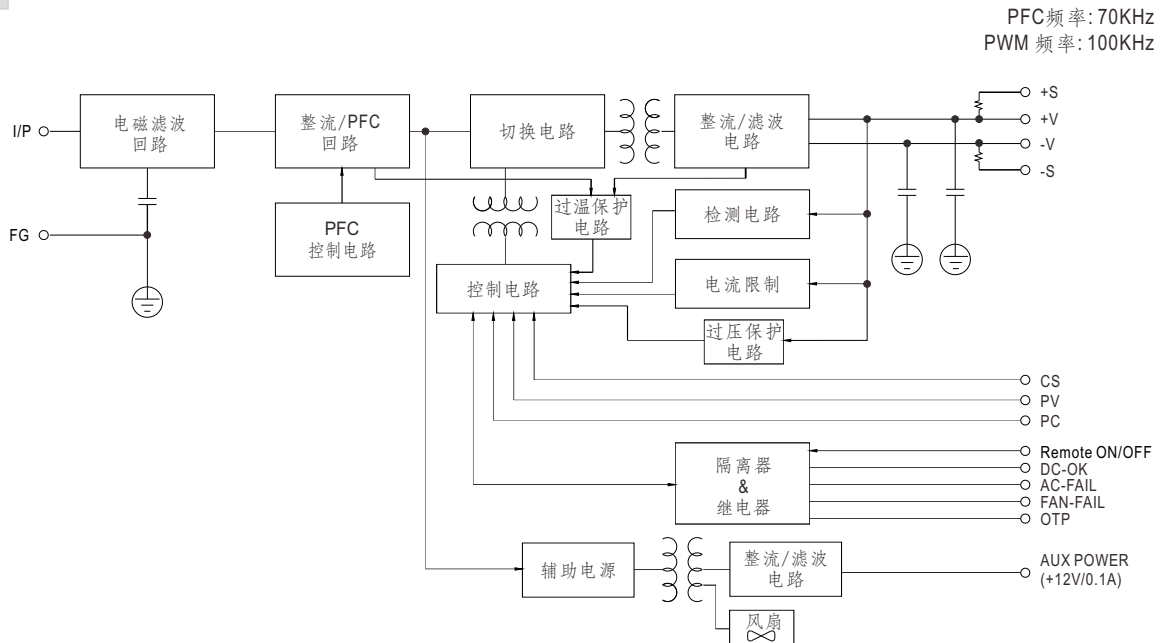 PFC频率: 70KHz
PWM 频率: 100KHz
I/P
电磁滤波
回路
整流/PFC
回路
切换电路
整流/滤波
电路
+S
+V
-V
-S
FG
PFC
控制电路
过温保护
电路
检测电路
控制电路
电流限制
过压保护
电路
CS
PV
PC
隔离器
&
继电器
Remote ON/OFF
DC-OK
AC-FAIL
FAN-FAIL
OTP
辅助电源
整流/滤波
电路
AUX POWER
(+12V/0.1A)
风扇